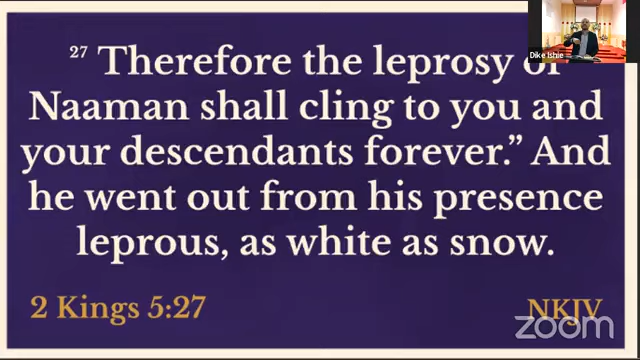 27 Therefore the leprosy of
Naaman shall cling to you and
your descendants forever.” And
he went out from his presence
leprous, as white as snow.
2 Kings 5:27
NKJV
zoom
Dike Ishie